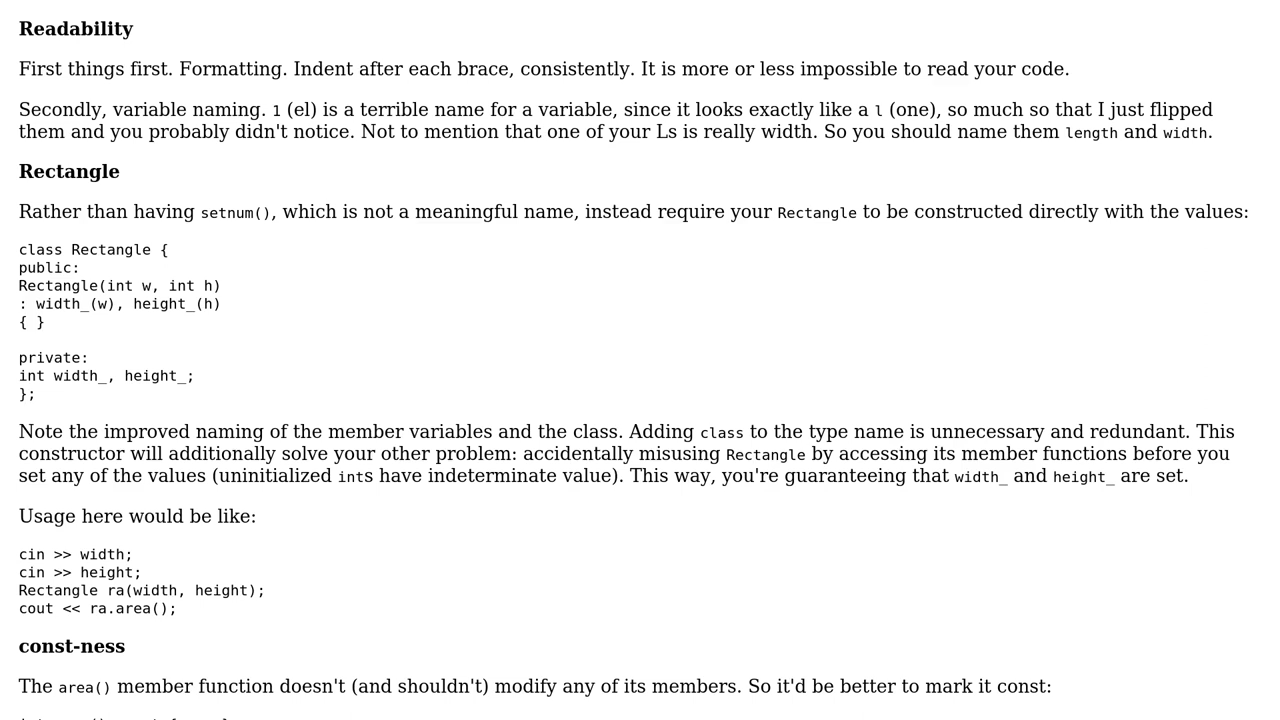 Readability
First things first. Formatting. Indent after each brace, consistently. It is more or less impossible to read your code.
Secondly, variable naming. 1 (el) is a terrible name for a variable, since it looks exactly like a l (one), so much so that I just flipped
them and you probably didn't notice. Not to mention that one of your Ls is really width. So you should name them length and width.
Rectangle
Rather than having setnum(), which is not a meaningful name, instead require your Rectangle to be constructed directly with the values:
class Rectangle {
public:
Rectangle(int w, int h)
: width_(w), height_(h)
{ }
private:
int width_, height_;
};
Note the improved naming of the member variables and the class. Adding class to the type name is unnecessary and redundant. This
constructor will additionally solve your other problem: accidentally misusing Rectangle by accessing its member functions before you
set any of the values (uninitialized ints have indeterminate value). This way, you're guaranteeing that width_ and height_ are set.
Usage here would be like:
cin >> width;
cin >> height;
Rectangle ra(width, height);
cout << ra.area();
const-ness
The area() member function doesn't (and shouldn't) modify any of its members. So it'd be better to mark it const: